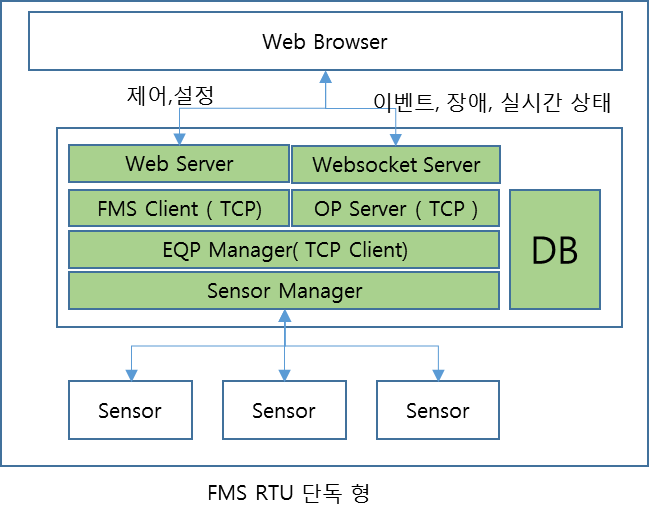 Web Browser
제어,설정
이벤트, 장애, 실시간 상태
Web Server
Websocket Server
FMS Client ( TCP)
OP Server ( TCP )
DB
EQP Manager( TCP Client)
Sensor Manager
Sensor
Sensor
Sensor
FMS RTU 단독 형